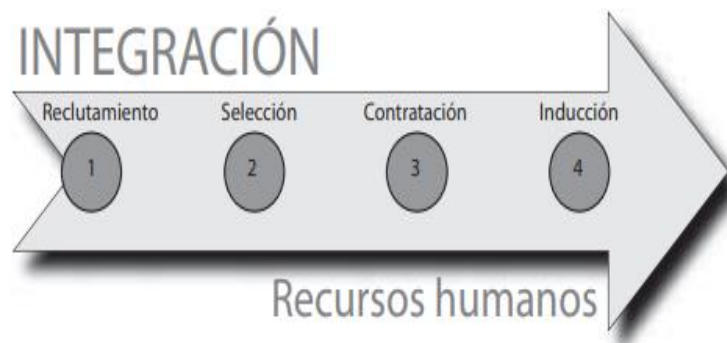 INTEGRACIÓN
Reclutamiento Selección Contratación Inducción
1 2 3 4
Recursos humanos